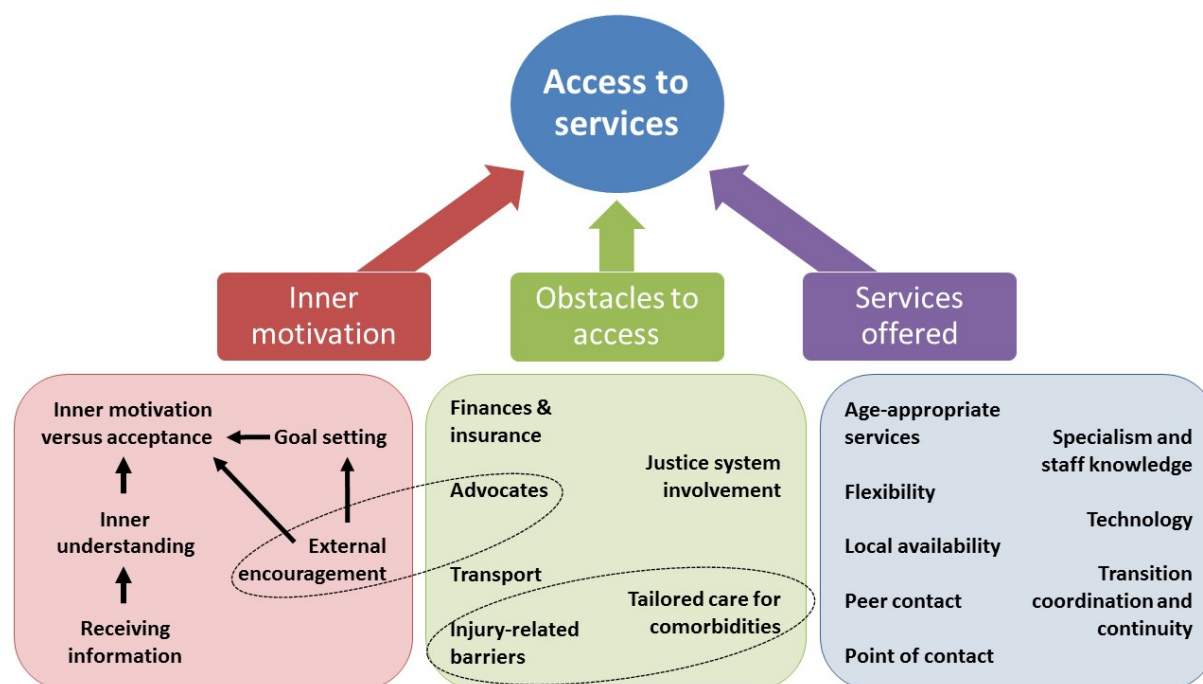 Access to
services
Inner
motivation
Obstacles to
access
Services
offered
Inner motivation
versus acceptance
Goal setting
Inner
understanding
External
encouragement
Receiving
information
Finances &
insurance
Justice system
involvement
Advocates
Transport
Tailored care for
comorbidities
Injury-related
barriers
Age-appropriate
services
Specialism and
staff knowledge
Flexibility
Technology
Local availability
Transition
coordination and
continuity
Peer contact
Point of contact